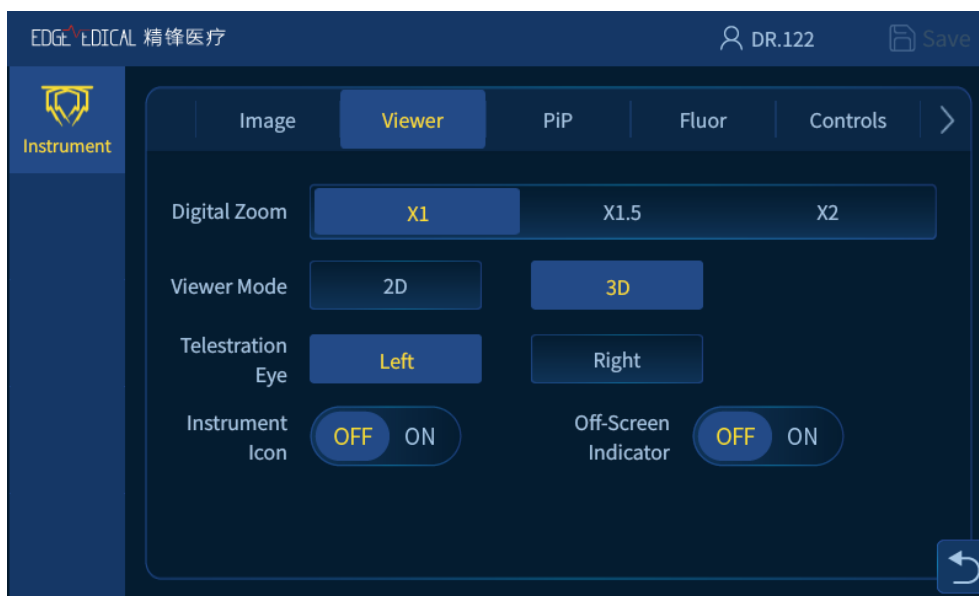 EDGE MEDICAL 精锋医疗
DR.122
Save
Instrument
Image
Viewer
PiP
Fluor
Controls
Digital Zoom
X1
X1.5
X2
Viewer Mode
2D
3D
Telestration
Eye
Left
Right
Instrument
Icon
OFF
ON
Off-Screen
Indicator
OFF
ON